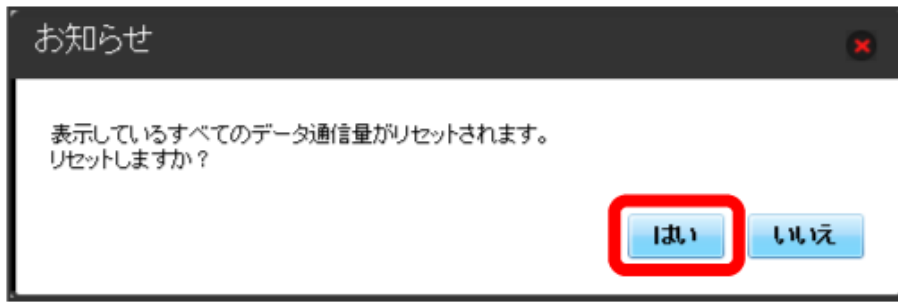 お知らせ
表示しているすべてのデータ通信量がリセットされます。
リセットしますか？
はい いいえ